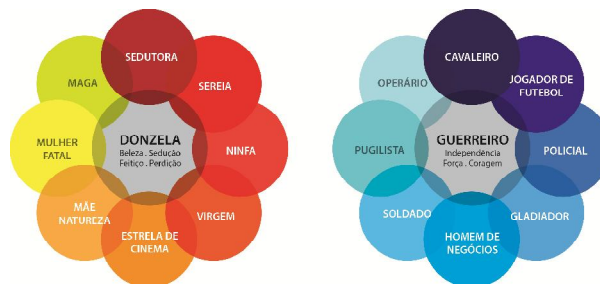 SEDUTORA
SEREIA
NINFA
VIRGEM
ESTRELA DE
CINEMA
MÃE
NATUREZA
MULHER
FATAL
MAGA
DONZELA
Beleza . Sedução
Feitiço . Perdição
CAVALEIRO
JOGADOR DE
FUTEBOL
POLICIAL
GLADIADOR
HOMEM DE
NEGÓCIOS
SOLDADO
PUGILISTA
OPERÁRIO
GUERREIRO
Independência
Força . Coragem